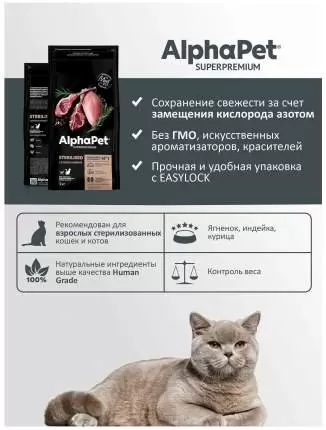 AlphaPet®
SUPERPREMIUM
Сохранение свежести за счет
замещения кислорода азотом
Без ГМО, искусственных
ароматизаторов, красителей
Прочная и удобная упаковка
с EASYLOCK
AlphaPet
SUPERPREMIUM
STERILISED
Рекомендован для
взрослых стерилизованных
кошек и котов
Ягненок, индейка,
курица
100%
Натуральные ингредиенты
выше качества Human
Grade
Контроль веса